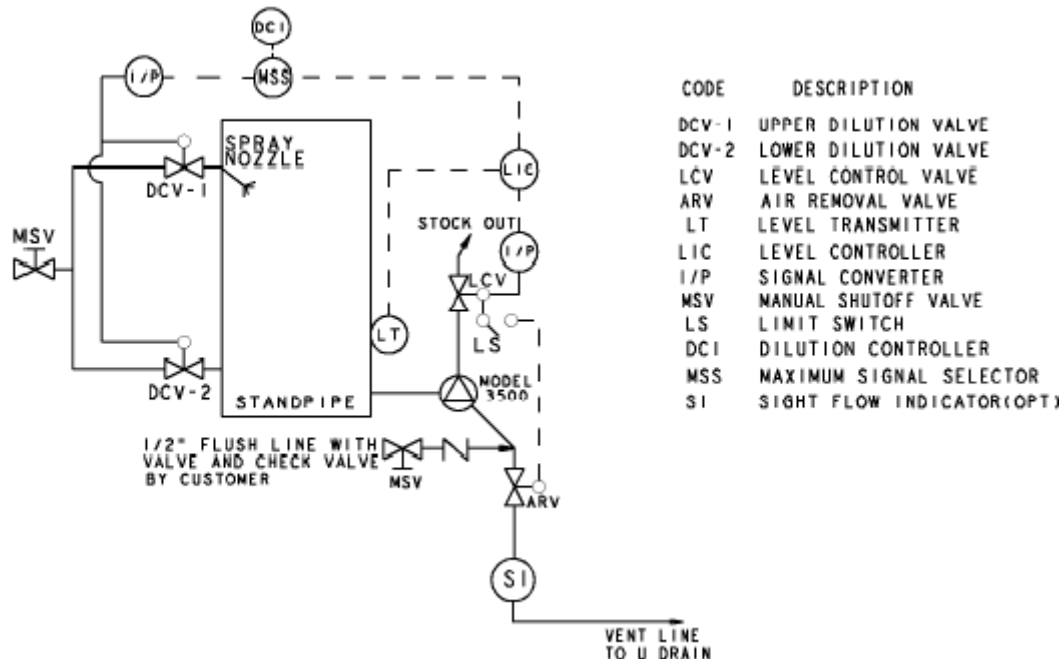 DCI
I/P
MSS
SPRAY
NOZZLE
DCV-1
LIC
MSV
STOCK OUT
I/P
LCV
LT
LS
DCV-2
MODEL
3500
STANDPIPE
1/2" FLUSH LINE WITH
VALVE AND CHECK VALVE
BY CUSTOMER
MSV
ARV
SI
VENT LINE
TO U DRAIN
CODE DESCRIPTION
DCV-1 UPPER DILUTION VALVE
DCV-2 LOWER DILUTION VALVE
LCV LEVEL CONTROL VALVE
ARV AIR REMOVAL VALVE
LT LEVEL TRANSMITTER
LIC LEVEL CONTROLLER
I/P SIGNAL CONVERTER
MSV MANUAL SHUTOFF VALVE
LS LIMIT SWITCH
DCI DILUTION CONTROLLER
MSS MAXIMUM SIGNAL SELECTOR
SI SIGHT FLOW INDICATOR(OPT)